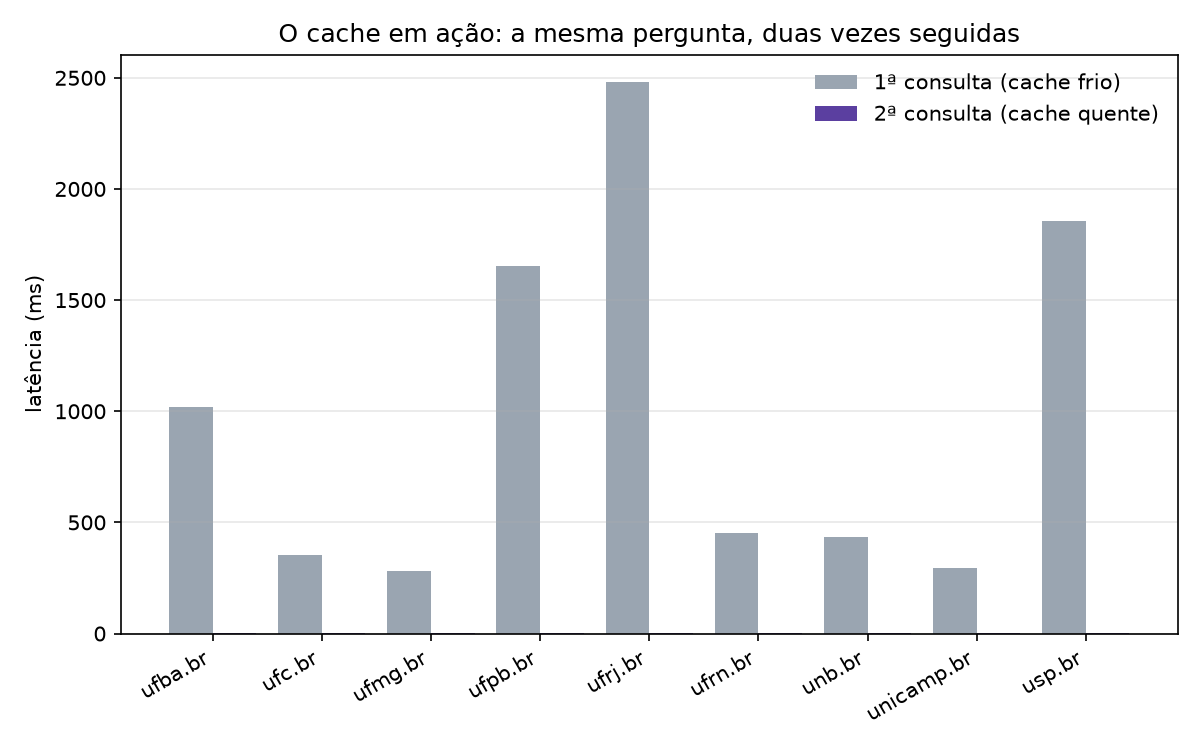 O cache em ação: a mesma pergunta, duas vezes seguidas
1ª consulta (cache frio)
2ª consulta (cache quente)
latência (ms)
2500
2000
1500
1000
500
0
ufba.br
ufc.br
ufmg.br
ufpb.br
ufrj.br
ufrn.br
unb.br
unicamp.br
usp.br